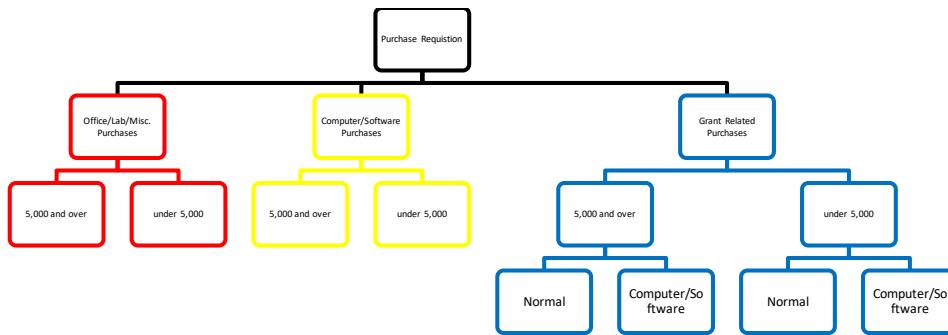 Purchase Requistion
Office/Lab/Misc.
Purchases
Computer/Software
Purchases
Grant Related
Purchases
5,000 and over
under 5,000
5,000 and over
under 5,000
5,000 and over
under 5,000
Normal
Computer/So
ftware
Normal
Computer/So
ftware